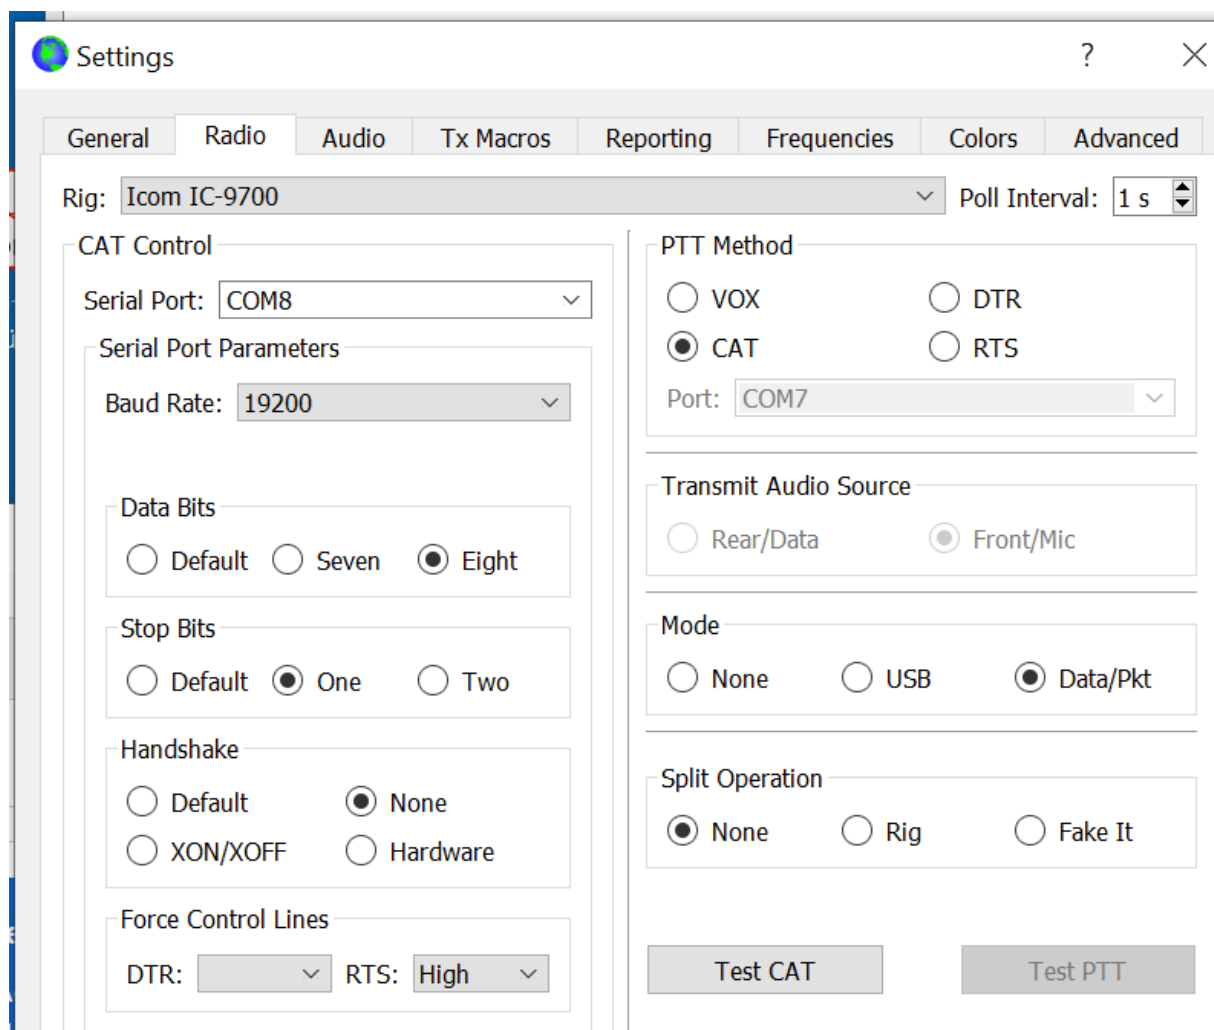 Settings
?
General Radio Audio Tx Macros Reporting Frequencies Colors Advanced
Rig: Icom IC-9700 Poll Interval: 1 s
CAT Control
Serial Port: COM8
Serial Port Parameters
Baud Rate: 19200
Data Bits
Default Seven Eight
Stop Bits
Default One Two
Handshake
Default None
XON/XOFF Hardware
Force Control Lines
DTR: RTS: High
PTT Method
VOX DTR
CAT RTS
Port: COM7
Transmit Audio Source
Rear/Data Front/Mic
Mode
None USB Data/Pkt
Split Operation
None Rig Fake It
Test CAT Test PTT